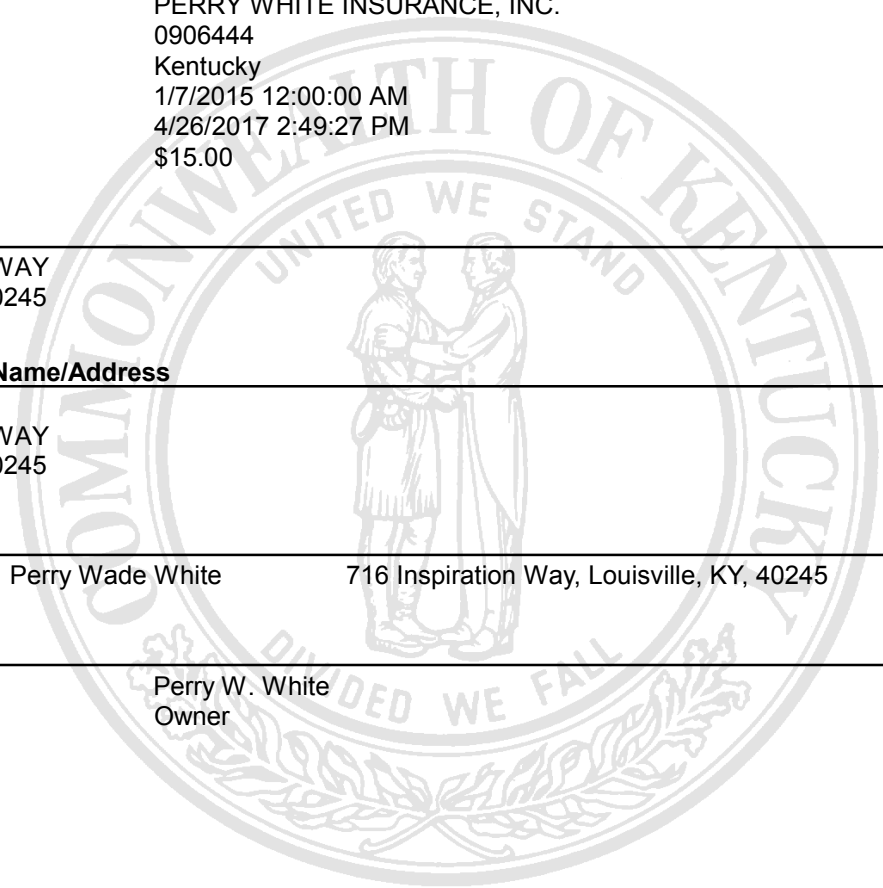 PERRY WHITE INSURANCE, INC.
0906444
Kentucky
1/7/2015 12:00:00 AM
4/26/2017 2:49:27 PM
$15.00
WAY
0245
Name/Address
WAY
0245
Perry Wade White 716 Inspiration Way, Louisville, KY, 40245
Perry W. White
Owner
COMMONWEALTH OF KENTUCKY
UNITED WE STAND
DIVIDED WE FALL